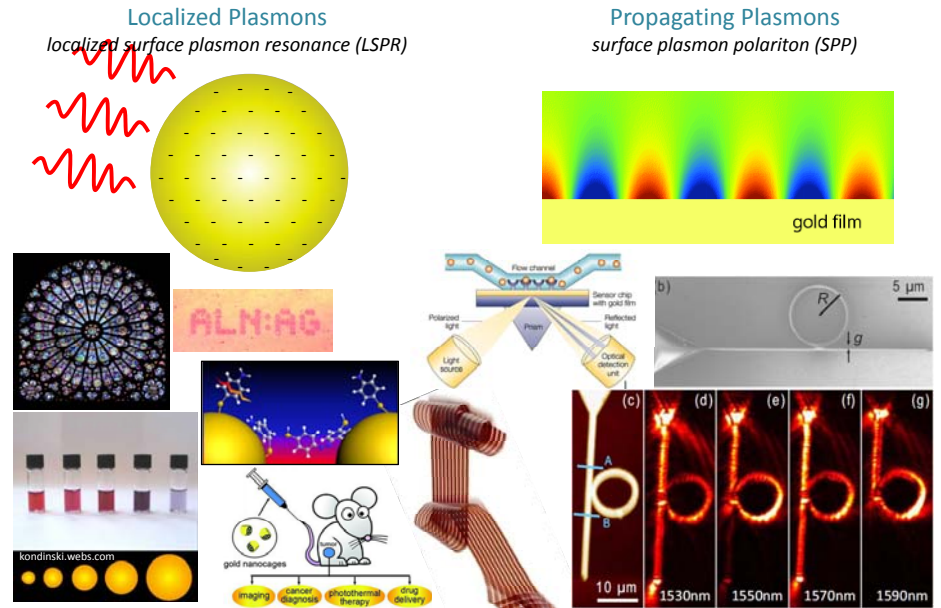 Localized Plasmons
localized surface plasmon resonance (LSPR)
Propagating Plasmons
surface plasmon polariton (SPP)
gold film
ALN:AG
Flow channel
Sensor chip
with gold film
Polarized
light
Reflected
light
Prism
Light
source
Optical
detection
unit
b)
R
g
5 µm
kondinski.webs.com
gold nanocages
tumor
imaging
cancer
diagnosis
photothermal
therapy
drug
delivery
(c)
A
B
10 µm
(d)
1530nm
(e)
1550nm
(f)
1570nm
(g)
1590nm